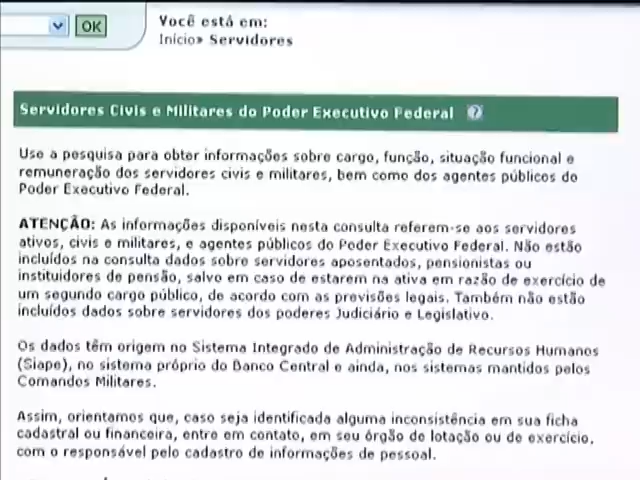 OK
Você está em:
Início» Servidores
Servidores Civis e Militares do Poder Executivo Federal ?
Use a pesquisa para obter informações sobre cargo, função, situação funcional e
remuneração dos servidores civis e militares, bem como dos agentes públicos do
Poder Executivo Federal.
ATENÇÃO: As informações disponíveis nesta consulta referem-se aos servidores
ativos, civis e militares, e agentes públicos do Poder Executivo Federal. Não estão
incluídos na consulta dados sobre servidores aposentados, pensionistas ou
instituidores de pensão, salvo em caso de estarem na ativa em razão de exercício de
um segundo cargo público, de acordo com as previsões legais. Também não estão
incluídos dados sobre servidores dos poderes Judiciário e Legislativo.
Os dados têm origem no Sistema Integrado de Administração de Recursos Humanos
(Siape), no sistema próprio do Banco Central e ainda, nos sistemas mantidos pelos
Comandos Militares.
Assim, orientamos que, caso seja identificada alguma inconsistência em sua ficha
cadastral ou financeira, entre em contato, em seu órgão de lotação ou de exercício,
com o responsável pelo cadastro de informações de pessoal.